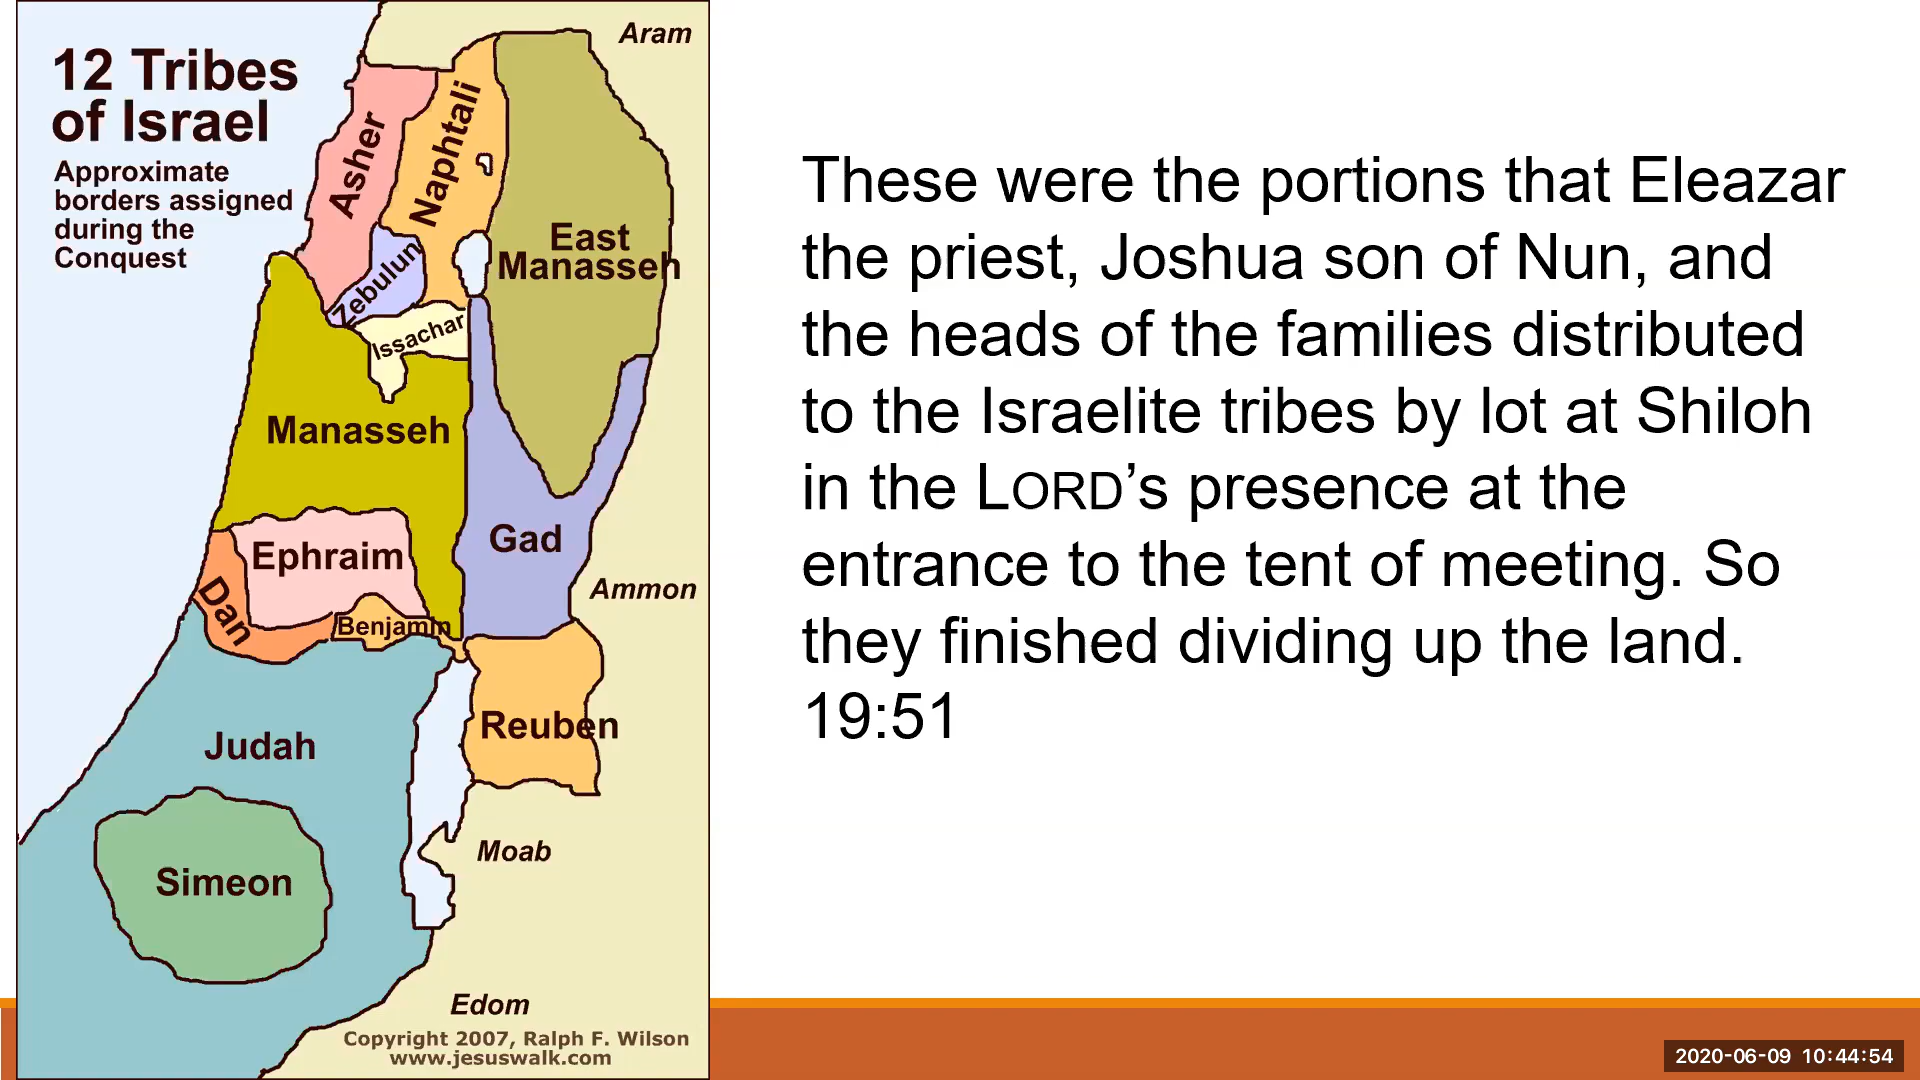 12 Tribes
of Israel
Approximate
borders assigned
during the
Conquest
Aram
Asher
Naphtali
East
Manasseh
Zebulun
Issachar
Manasseh
Gad
Ephraim
Dan
Benjamin
Ammon
Judah
Reuben
Simeon
Moab
Edom
Copyright 2007, Ralph F. Wilson
www.jesuswalk.com
These were the portions that Eleazar
the priest, Joshua son of Nun, and
the heads of the families distributed
to the Israelite tribes by lot at Shiloh
in the LORD’s presence at the
entrance to the tent of meeting. So
they finished dividing up the land.
19:51
2020-06-09 10:44:54